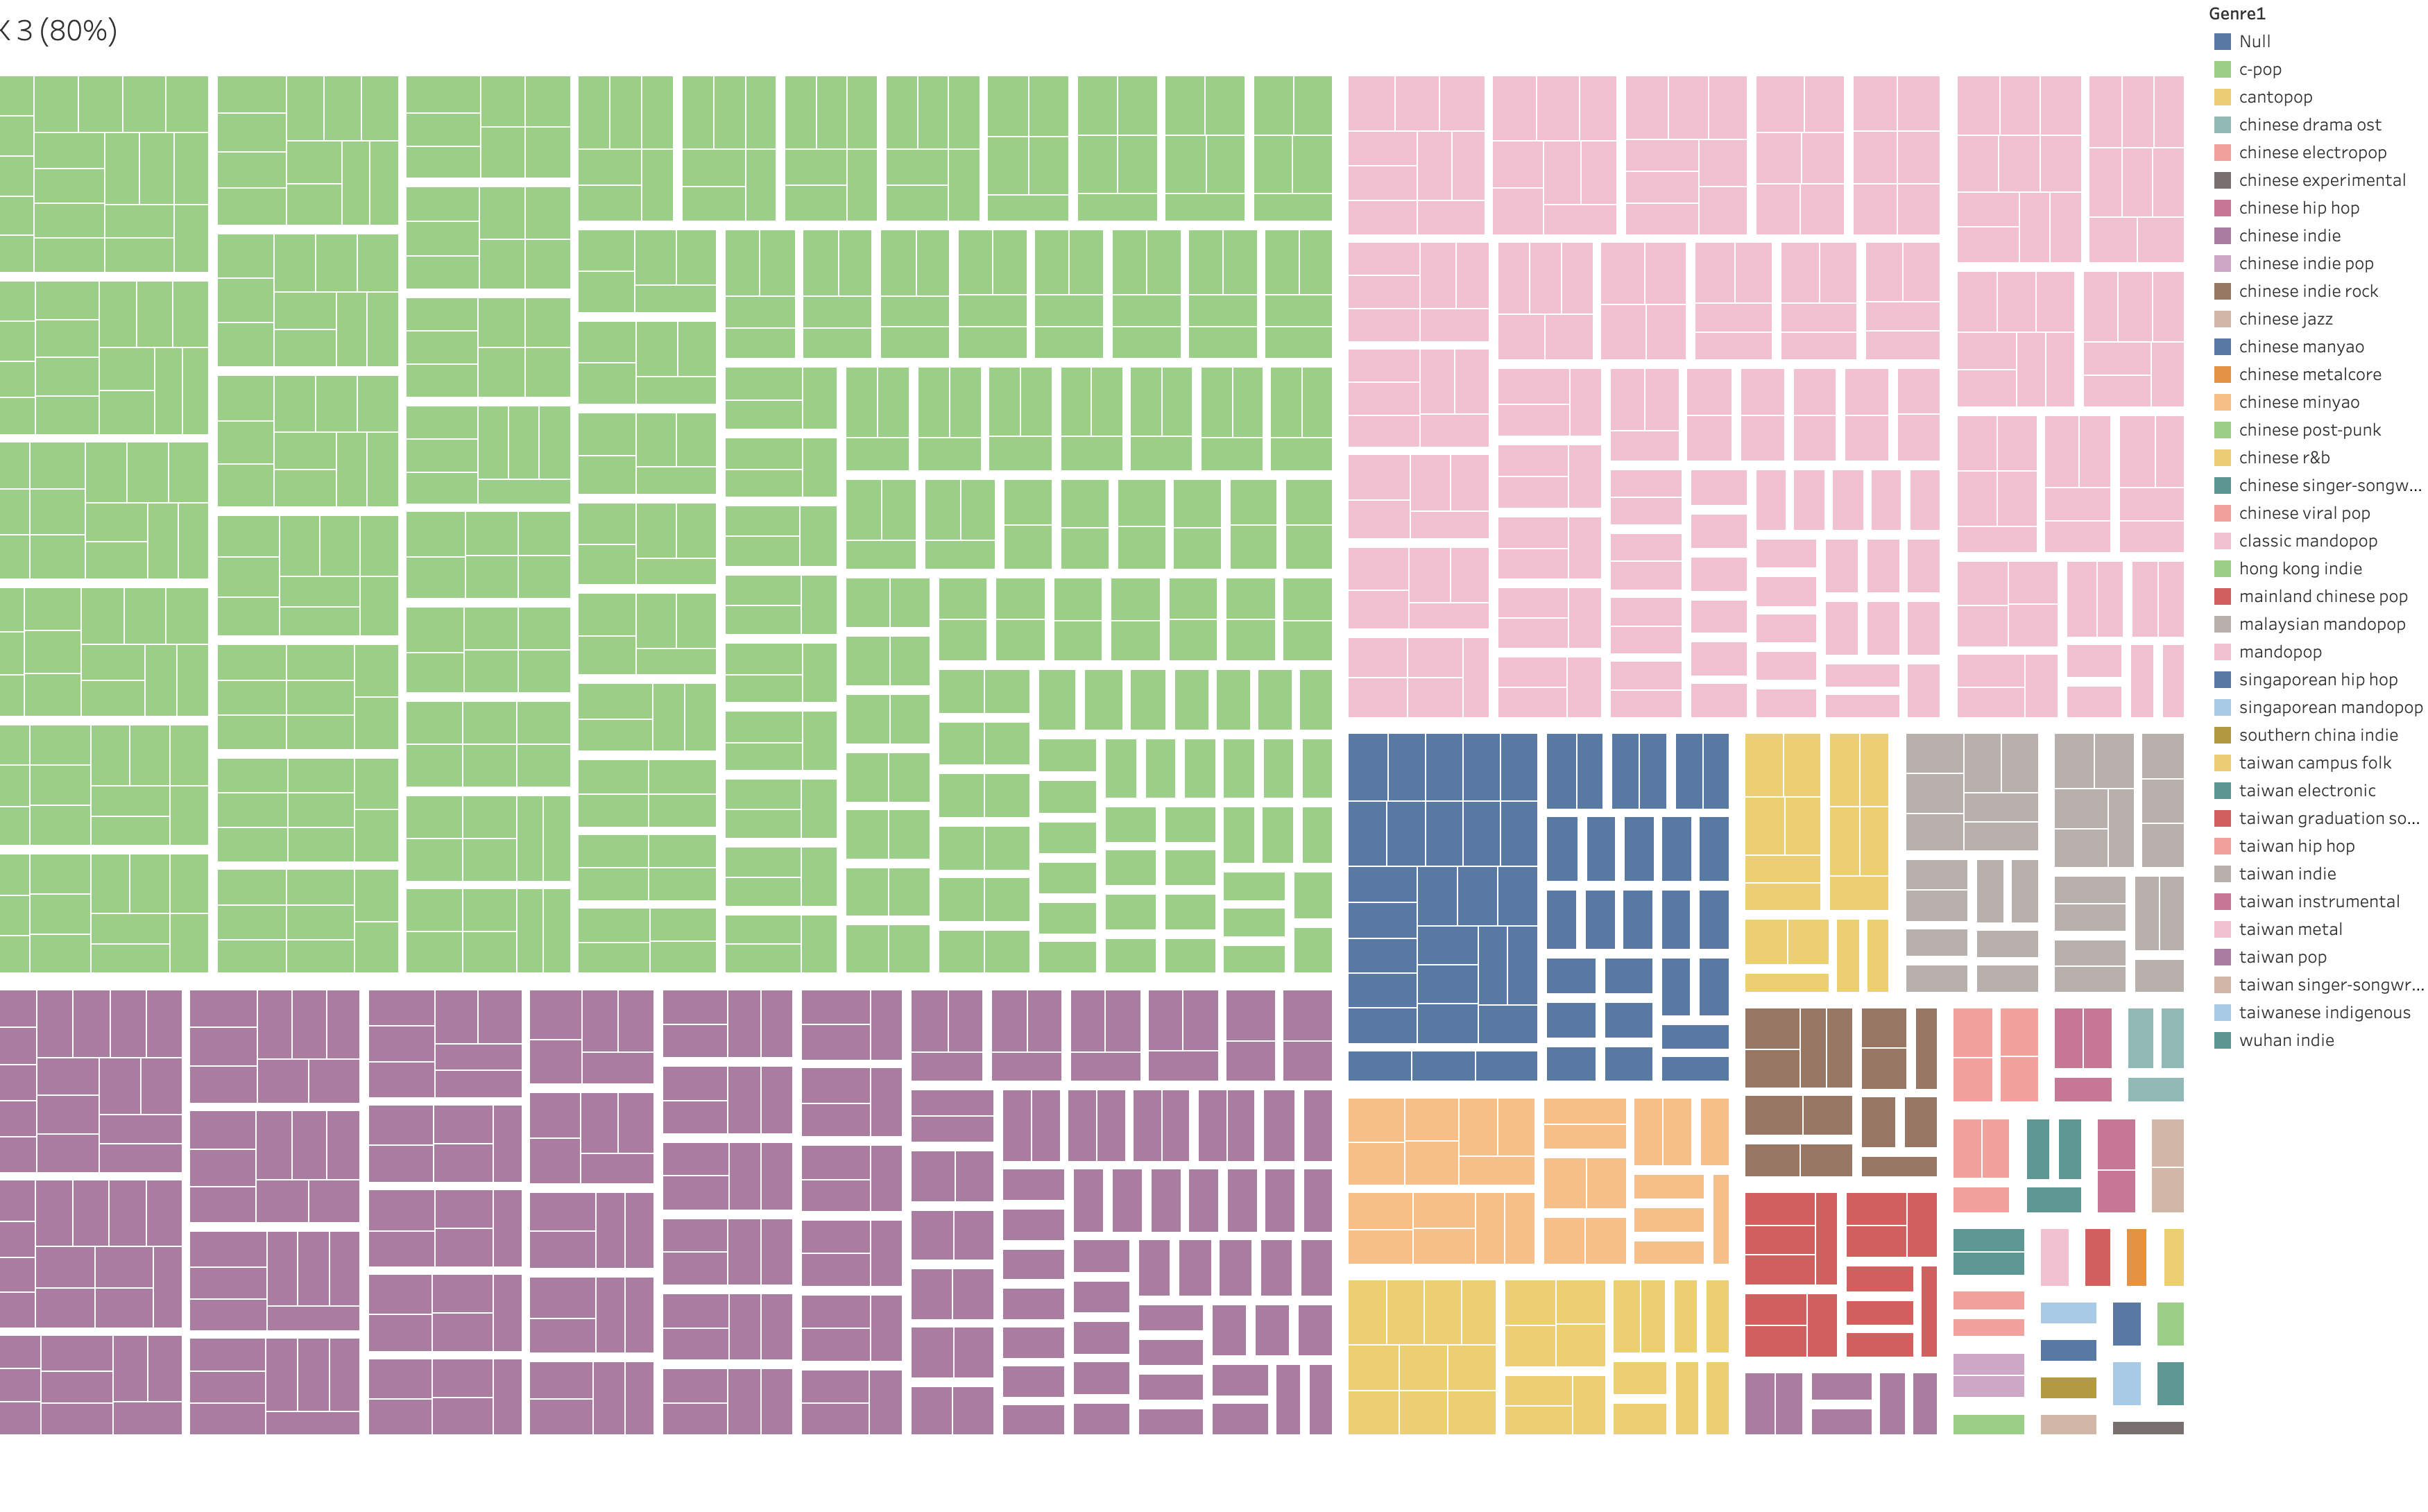 K 3 (80%)
Genre1
Null
c-pop
cantopop
chinese drama ost
chinese electropop
chinese experimental
chinese hip hop
chinese indie
chinese indie pop
chinese indie rock
chinese jazz
chinese manyao
chinese metalcore
chinese minyao
chinese post-punk
chinese r&b
chinese singer-songw...
chinese viral pop
classic mandopop
hong kong indie
mainland chinese pop
malaysian mandopop
mandopop
singaporean hip hop
singaporean mandopop
southern china indie
taiwan campus folk
taiwan electronic
taiwan graduation so...
taiwan hip hop
taiwan indie
taiwan instrumental
taiwan metal
taiwan pop
taiwan singer-songwr...
taiwanese indigenous
wuhan indie